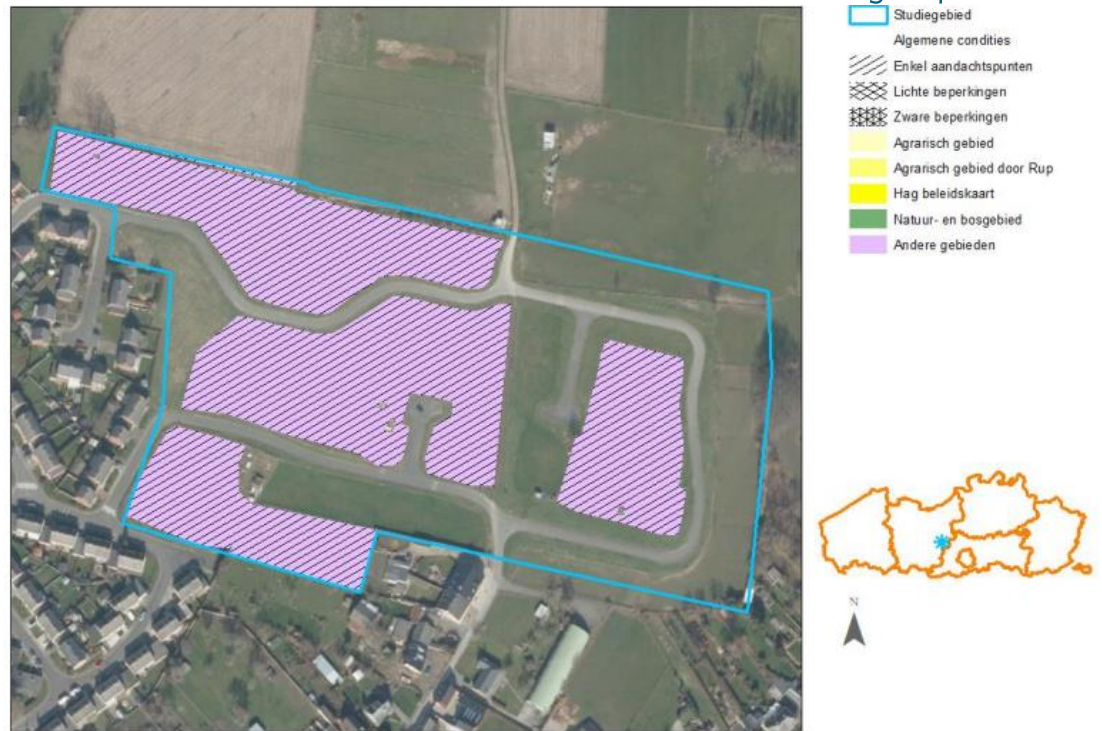 Studiegebied
Algemene condities
Enkel aandachtspunten
Lichte beperkingen
Zware beperkingen
Agrarisch gebied
Agrarisch gebied door Rup
Hag beleidskaart
Natuur- en bosgebied
Andere gebieden
N